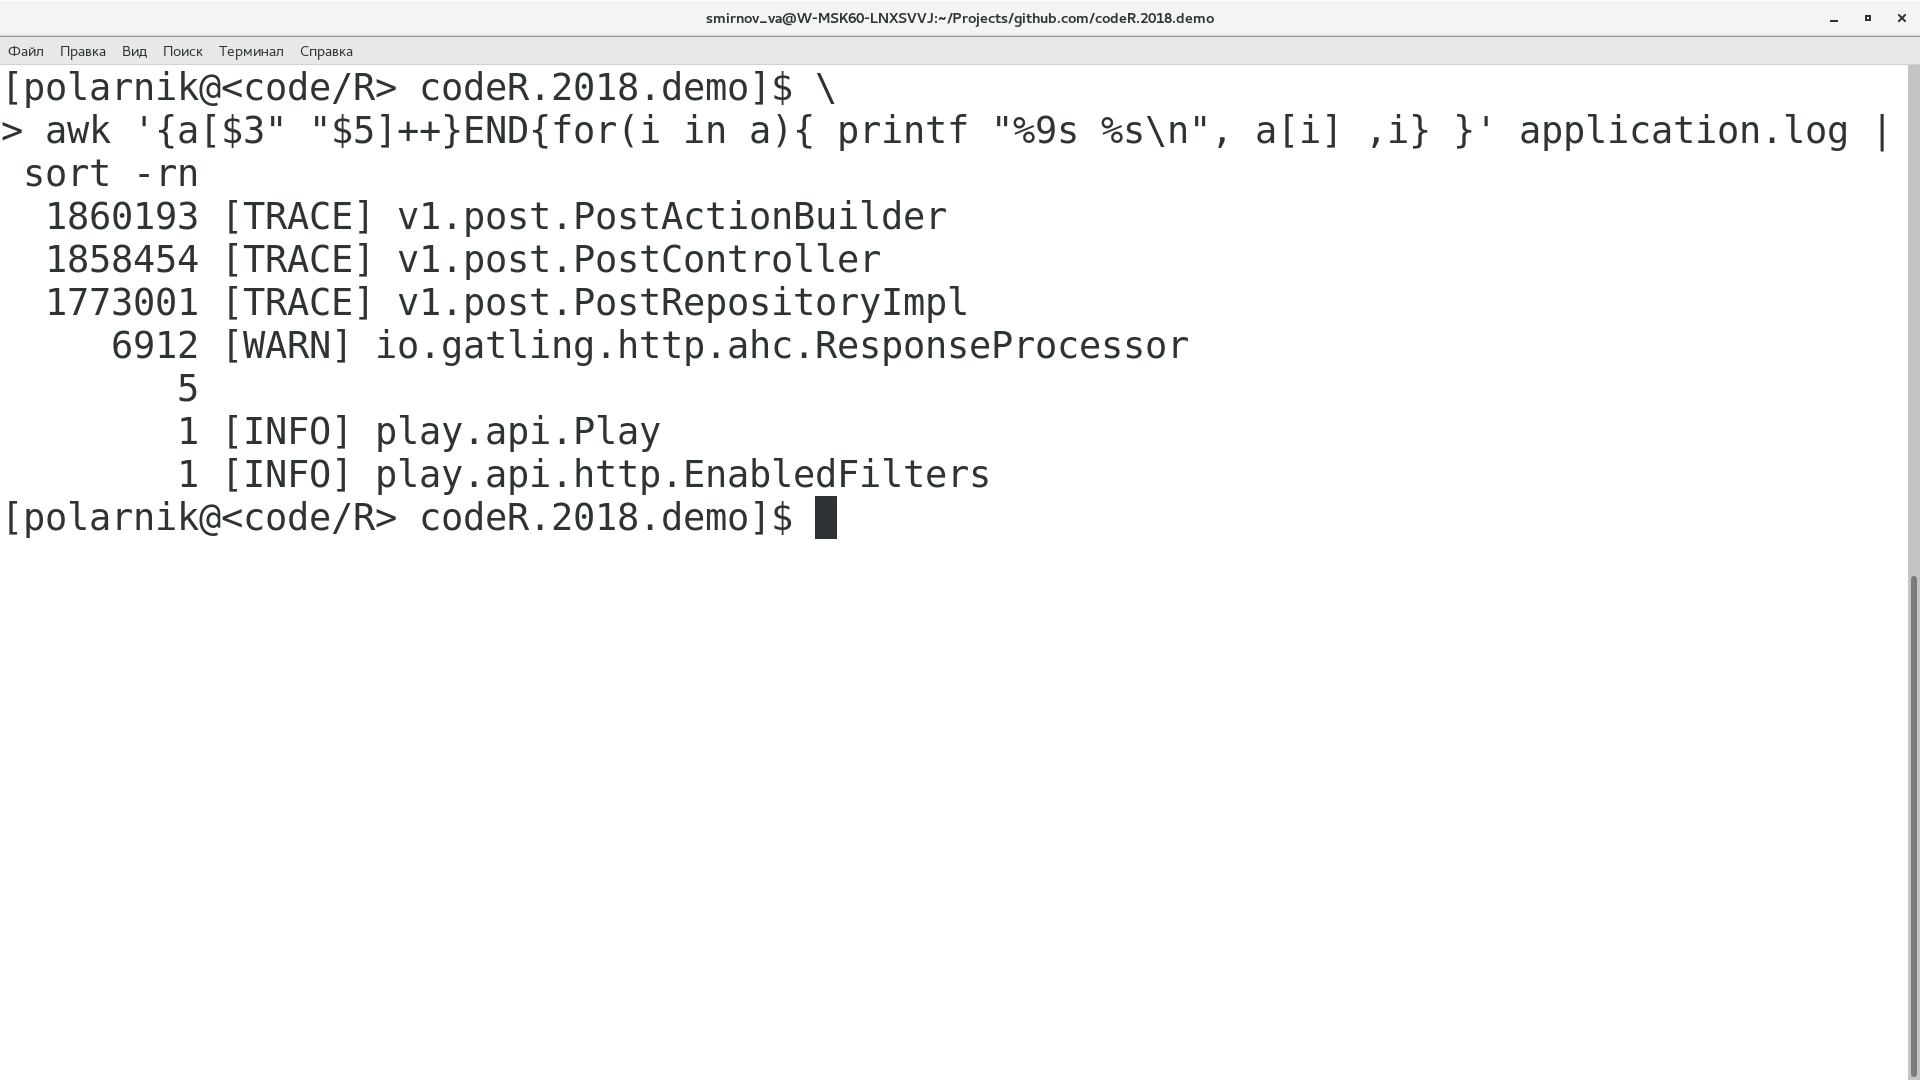 smirnov_va@W-MSK60-LNXSVVJ:~/Projects/github.com/codeR.2018.demo
Файл Правка Вид Поиск Терминал Справка
[polarnik@<code/R> codeR.2018.demo]$ \
> awk '{a[$3" "$5]++}END{for(i in a){ printf "%9s %s\n", a[i] ,i} }' application.log |
 sort -rn
  1860193 [TRACE] v1.post.PostActionBuilder
  1858454 [TRACE] v1.post.PostController
  1773001 [TRACE] v1.post.PostRepositoryImpl
     6912 [WARN] io.gatling.http.ahc.ResponseProcessor
        5
        1 [INFO] play.api.Play
        1 [INFO] play.api.http.EnabledFilters
[polarnik@<code/R> codeR.2018.demo]$